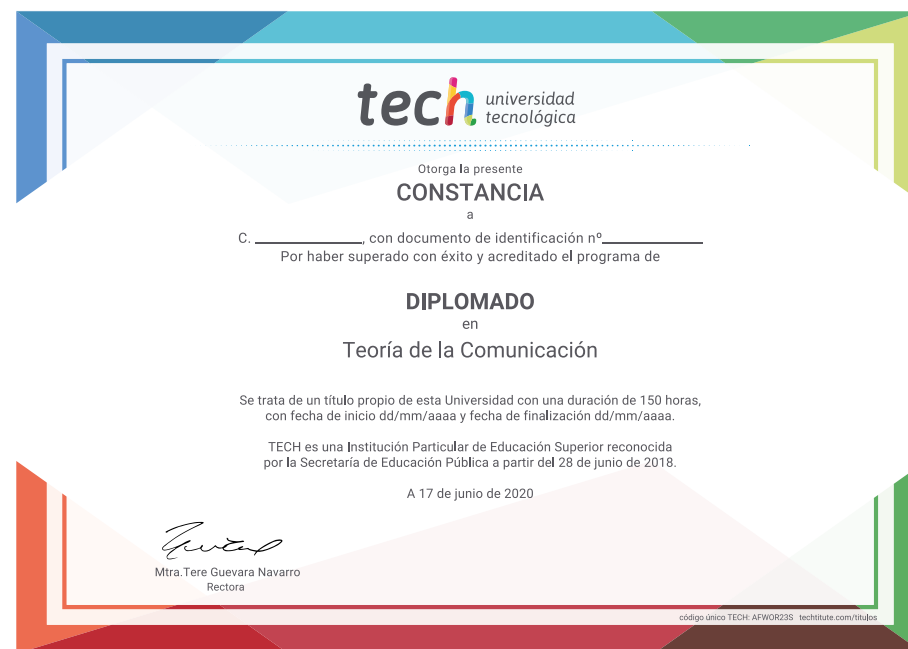 tech universidad
tecnológica
Otorga la presente
CONSTANCIA
a
C. ______________, con documento de identificación nº_____________
Por haber superado con éxito y acreditado el programa de
DIPLOMADO
en
Teoría de la Comunicación
Se trata de un título propio de esta Universidad con una duración de 150 horas,
con fecha de inicio dd/mm/aaaa y fecha de finalización dd/mm/aaaa.
TECH es una Institución Particular de Educación Superior reconocida
por la Secretaría de Educación Pública a partir del 28 de junio de 2018.
A 17 de junio de 2020
Mtra.Tere Guevara Navarro
Rectora
código único TECH: AFWOR23S techtitute.com/titulos